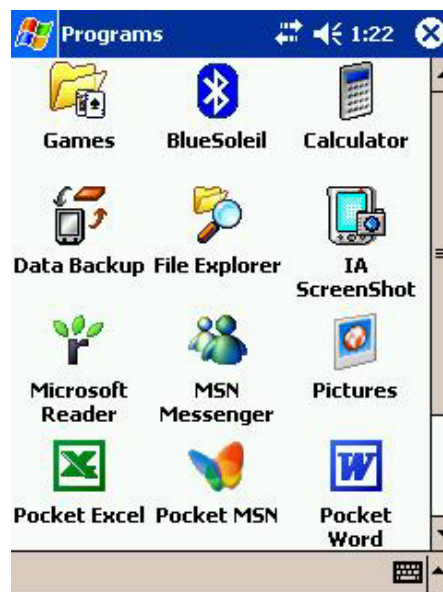 Programs 1:22
Games BlueSoleil Calculator
Data Backup File Explorer IA
ScreenShot
Microsoft MSN Pictures
Reader Messenger
Pocket Excel Pocket MSN Pocket
Word